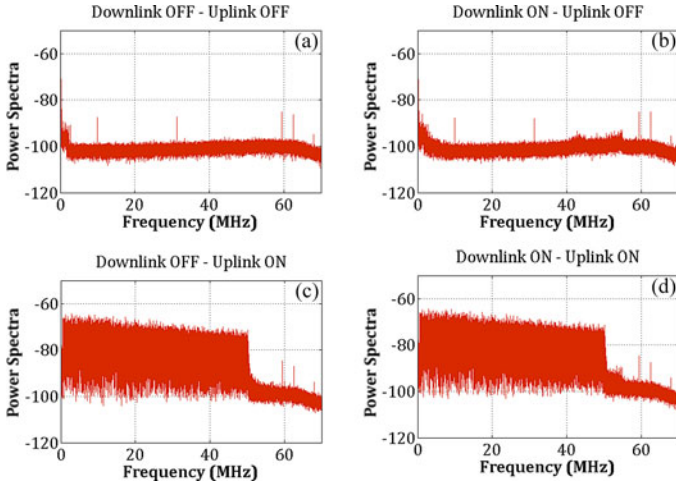 Downlink OFF - Uplink OFF
(a)
Power Spectra
-60
-80
-100
-120
0 20 40 60
Frequency (MHz)
Downlink ON - Uplink OFF
(b)
Power Spectra
-60
-80
-100
-120
0 20 40 60
Frequency (MHz)
Downlink OFF - Uplink ON
(c)
Power Spectra
-60
-80
-100
-120
0 20 40 60
Frequency (MHz)
Downlink ON - Uplink ON
(d)
Power Spectra
-60
-80
-100
-120
0 20 40 60
Frequency (MHz)